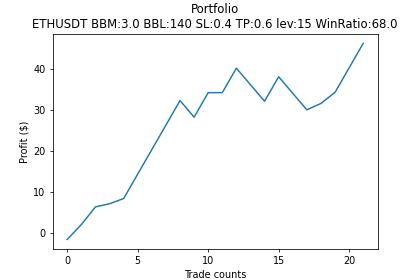 Portfolio
ETHUSDT BBM:3.0 BBL:140 SL:0.4 TP:0.6 lev:15 WinRatio:68.0
40
30
20
10
0
Profit ($)
0 5 10 15 20
Trade counts